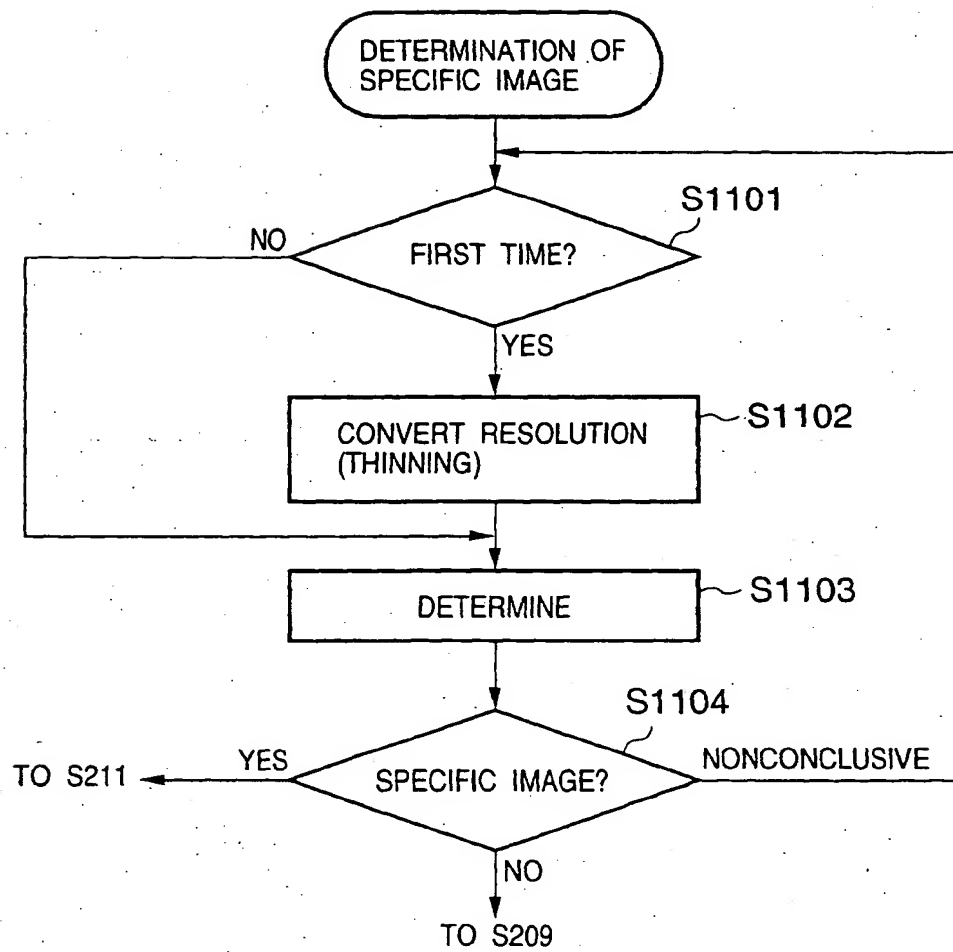 DETERMINATION OF
SPECIFIC IMAGE
S1101
NO
FIRST TIME?
YES
S1102
CONVERT RESOLUTION
(THINNING)
S1103
DETERMINE
S1104
YES
NONCONCLUSIVE
TO S211
SPECIFIC IMAGE?
NO
TO S209